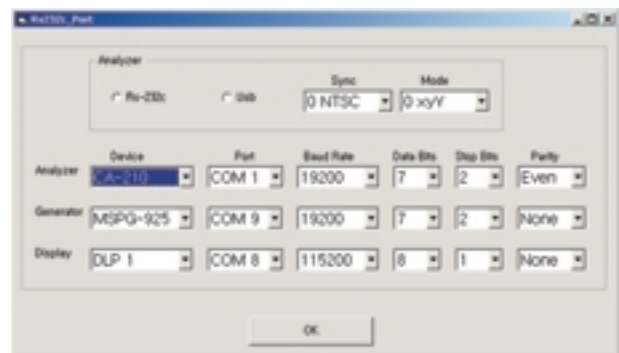 Rs232c_Port
Analyzer
Rs-232c Usb
Sync Mode
0 NTSC 0 xyY
Device Port Baud Rate Data Bits Stop Bits Parity
Analyzer CA-210 COM 1 19200 7 2 Even
Generator MSPG-925 COM 9 19200 7 2 None
Display DLP 1 COM 8 115200 8 1 None
OK